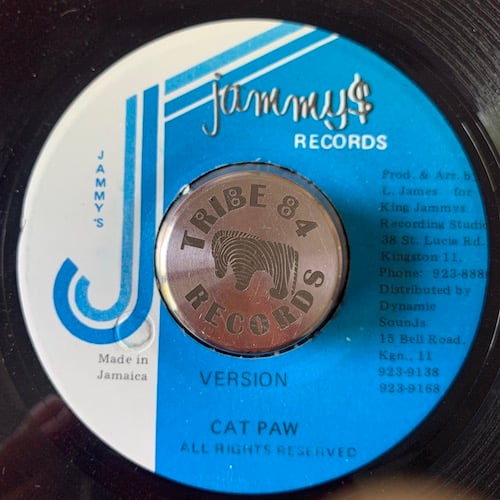 jammy$
RECORDS
JAMMY'S
Prod. & Arr. by
L. James for
King Jammys
Recording Studio
38 St. Lucia Rd.
Kingston 11.
Phone: 923-888
Distributed by
Dynamic
Sounds
15 Bell Road,
Kgn., 11
923-9138
923-9168
TRIBE 84
RECORDS
Made in
Jamaica
VERSION
CAT PAW
ALL RIGHTS RESERVED